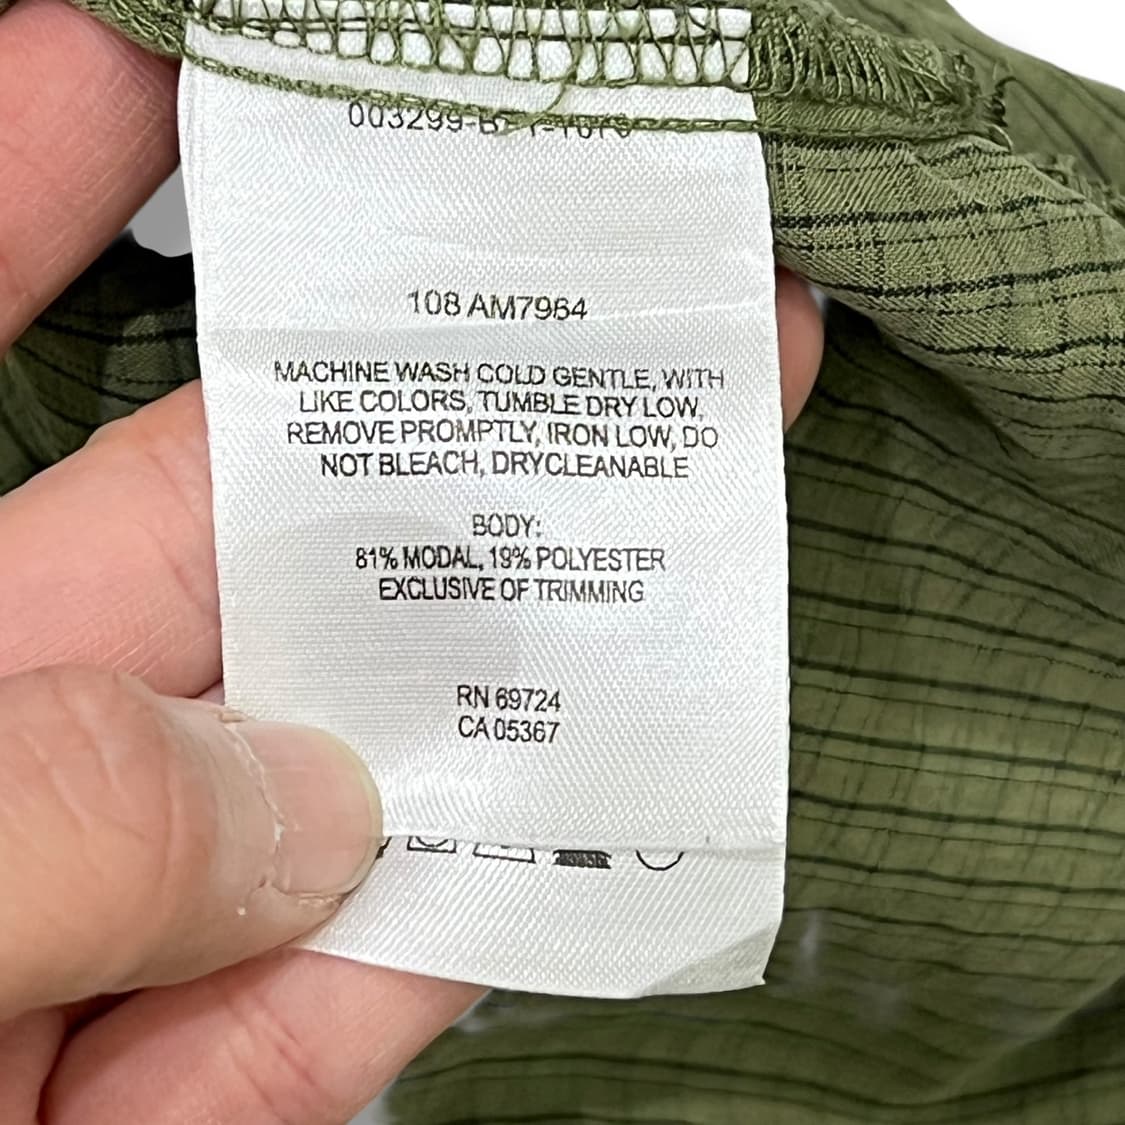 108 AM7964
MACHINE WASH COLD GENTLE, WITH
LIKE COLORS, TUMBLE DRY LOW,
REMOVE PROMPTLY, IRON LOW, DO
NOT BLEACH, DRYCLEANABLE
BODY:
81% MODAL, 19% POLYESTER
EXCLUSIVE OF TRIMMING
RN 69724
CA 05367